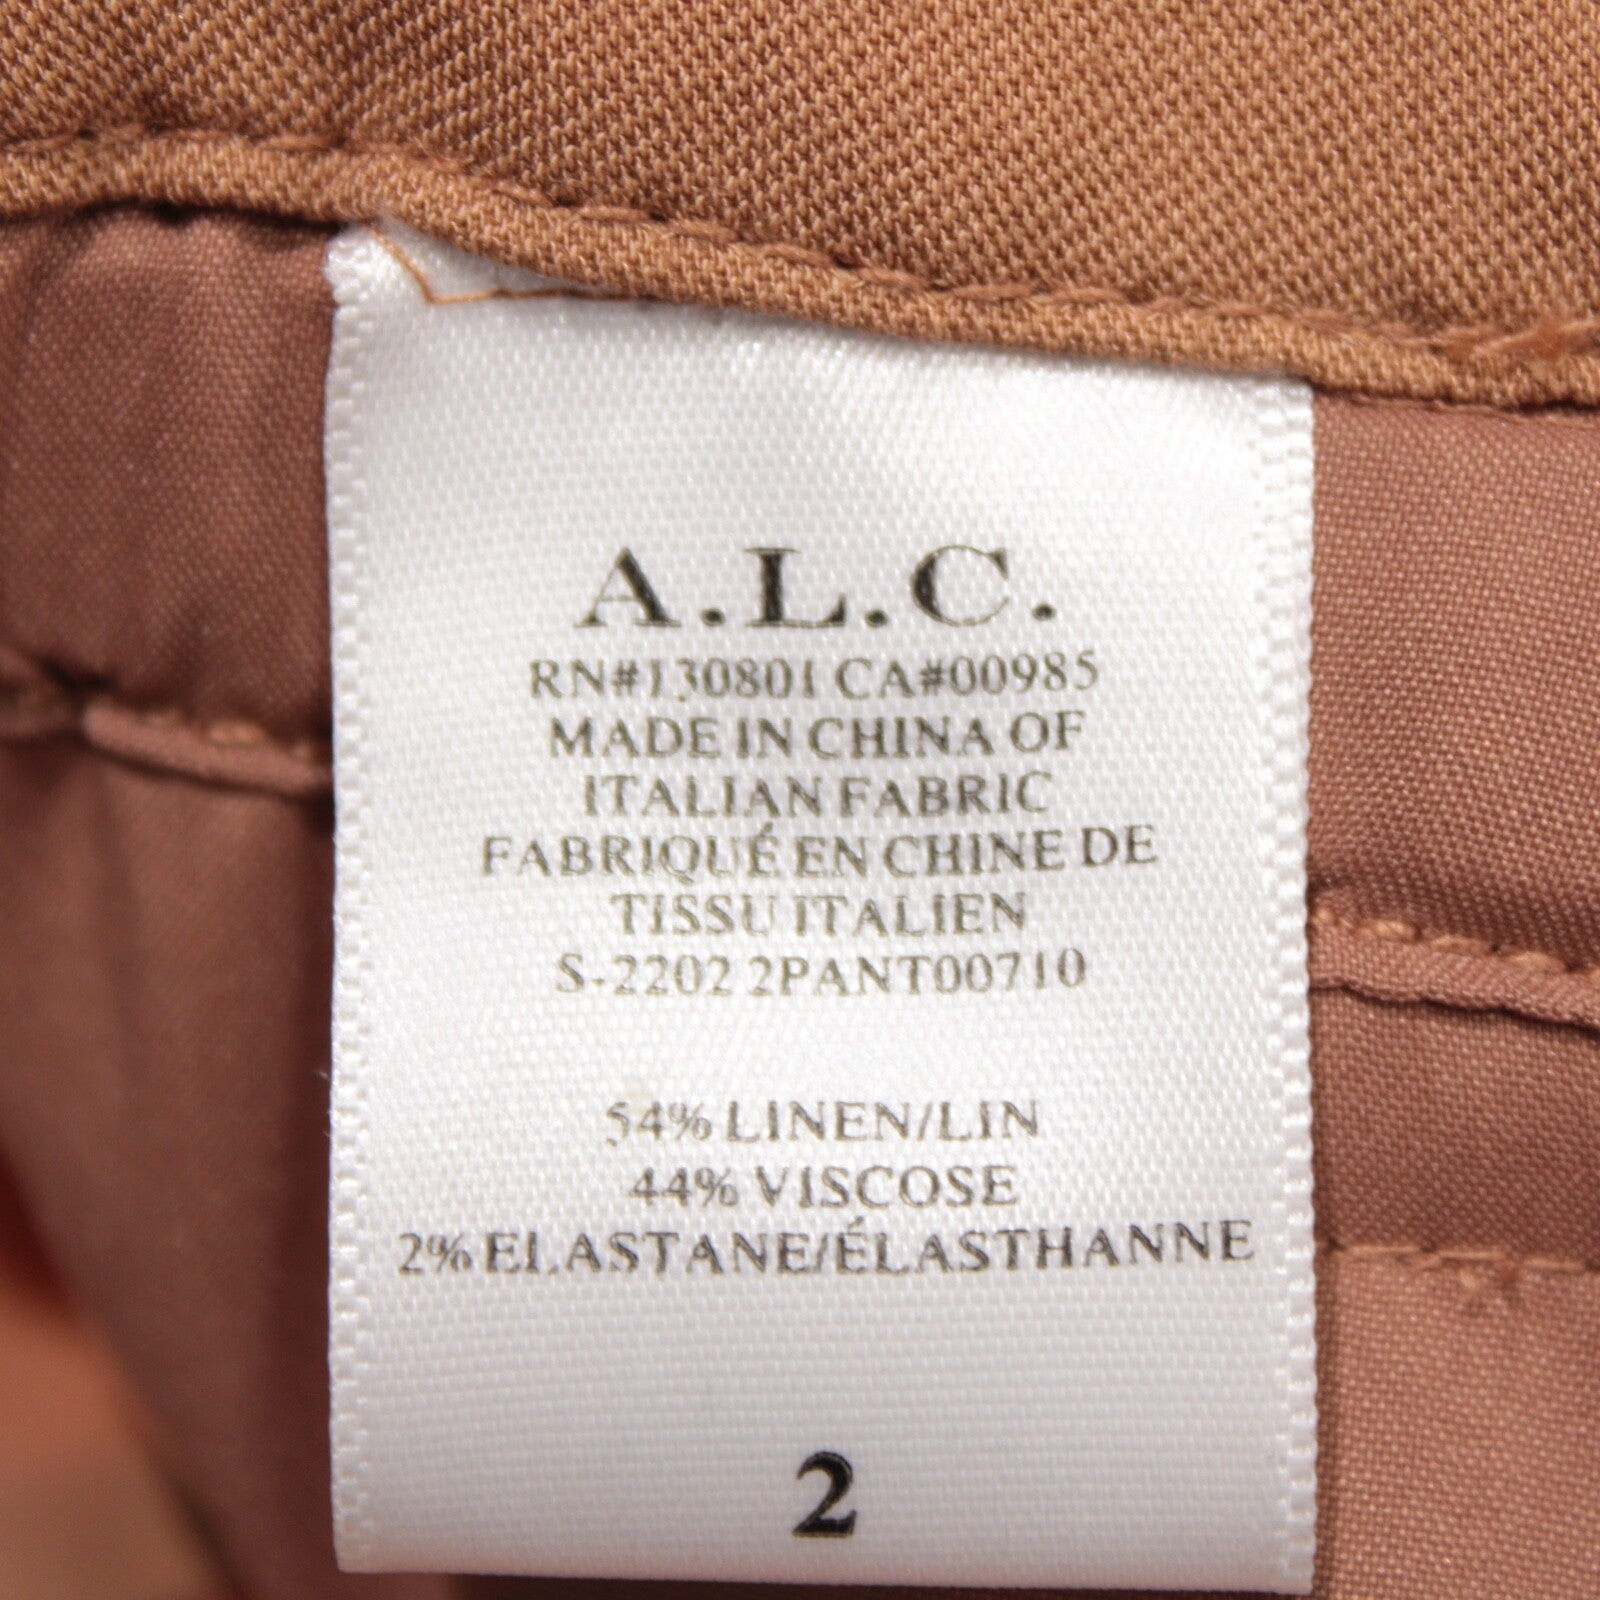 A.L.C.
RN#130801 CA#00985
MADE IN CHINA OF
ITALIAN FABRIC
FABRIQUÉ EN CHINE DE
TISSU ITALIEN
S-2202 2PANT00710
54% LINEN/LIN
44% VISCOSE
2% ELASTANE/ÉLASTHANNE
2